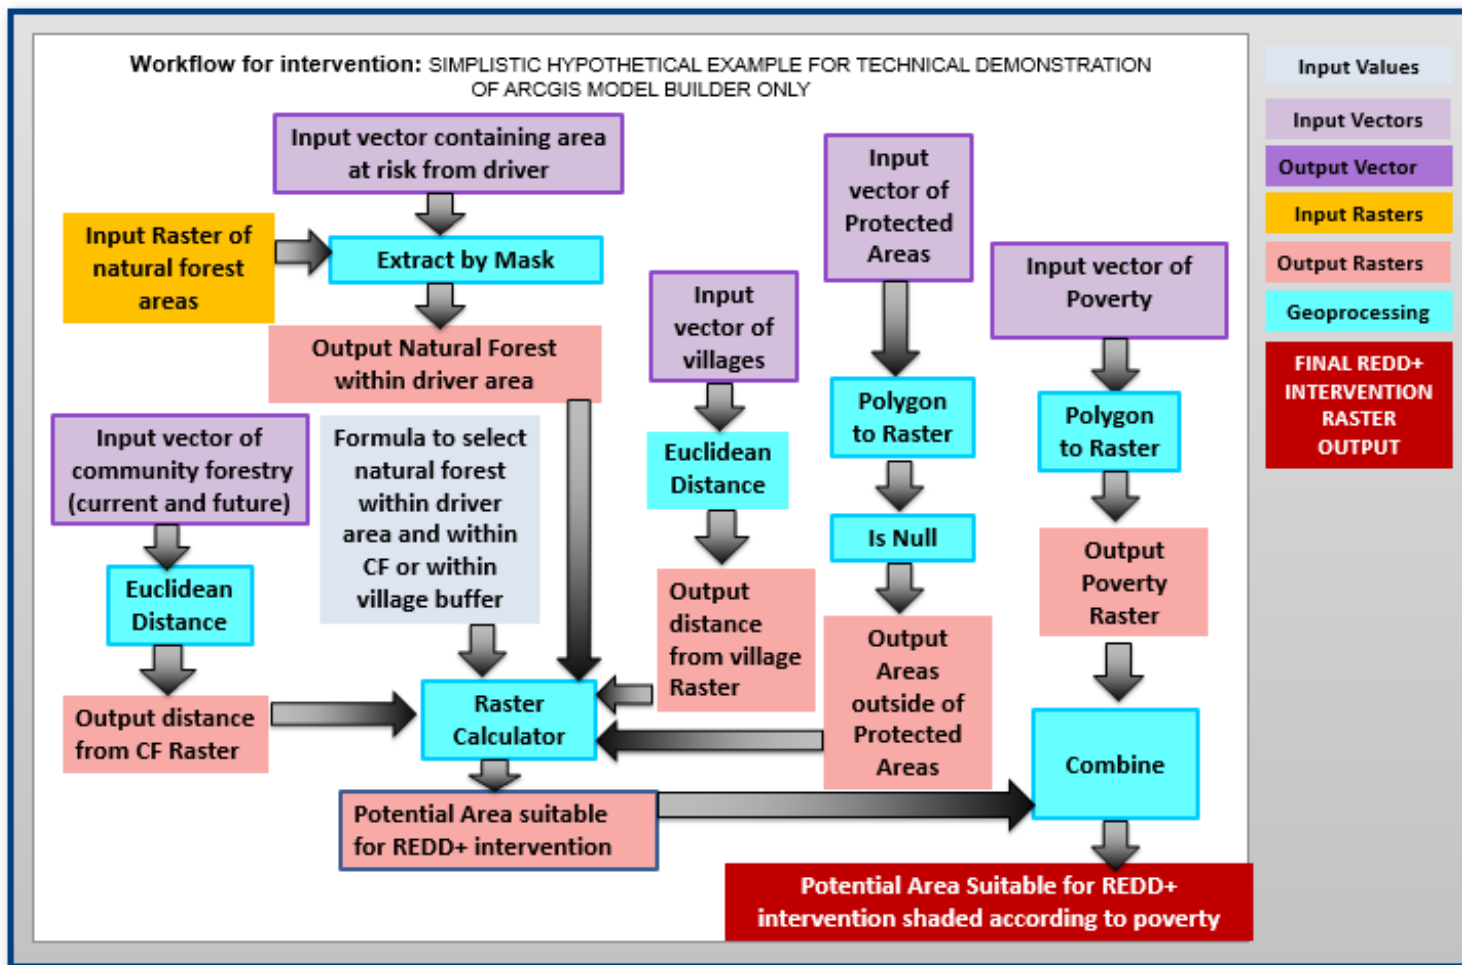 Workflow for intervention: SIMPLISTIC HYPOTHETICAL EXAMPLE FOR TECHNICAL DEMONSTRATION
OF ARCGIS MODEL BUILDER ONLY
Input vector containing area
at risk from driver
Input Raster of
natural forest
areas
Extract by Mask
Output Natural Forest
within driver area
Input vector of
community forestry
(current and future)
Euclidean
Distance
Output distance
from CF Raster
Formula to select
natural forest
within driver
area and within
CF or within
village buffer
Raster
Calculator
Potential Area suitable
for REDD+ intervention
Input
vector of
villages
Euclidean
Distance
Output
distance
from village
Raster
Input
vector of
Protected
Areas
Polygon
to Raster
Is Null
Output
Areas
outside of
Protected
Areas
Input vector of
Poverty
Polygon
to Raster
Output
Poverty
Raster
Combine
Potential Area Suitable for REDD+
intervention shaded according to poverty
Input Values
Input Vectors
Output Vector
Input Rasters
Output Rasters
Geoprocessing
FINAL REDD+
INTERVENTION
RASTER
OUTPUT